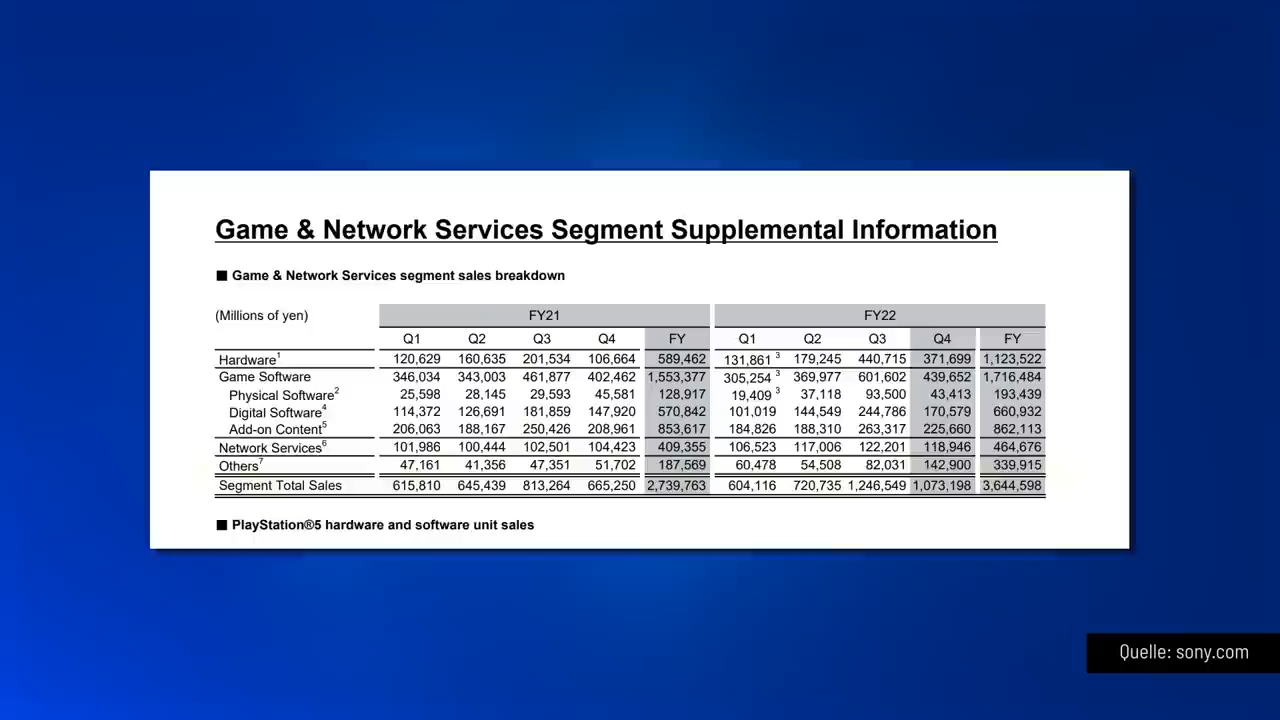 Game & Network Services Segment Supplemental Information
■ Game & Network Services segment sales breakdown
(Millions of yen) FY21 FY22
Q1 Q2 Q3 Q4 FY Q1 Q2 Q3 Q4 FY
Hardware1 120,629 160,635 201,534 106,664 589,462 131,861 3 179,245 440,715 371,699 1,123,522
Game Software 346,034 343,003 461,877 402,462 1,553,377 305,254 3 369,977 601,602 439,652 1,716,484
Physical Software2 25,598 28,145 29,593 45,581 128,917 19,409 3 37,118 93,500 43,413 193,439
Digital Software4 114,372 126,691 181,859 147,920 570,842 101,019 144,549 244,786 170,579 660,932
Add-on Content5 206,063 188,167 250,426 208,961 853,617 184,826 188,310 263,317 225,660 862,113
Network Services6 101,986 100,444 102,501 104,423 409,355 106,523 117,006 122,201 118,946 464,676
Others7 47,161 41,356 47,351 51,702 187,569 60,478 54,508 82,031 142,900 339,915
Segment Total Sales 615,810 645,439 813,264 665,250 2,739,763 604,116 720,735 1,246,549 1,073,198 3,644,598
■ PlayStation®5 hardware and software unit sales
Quelle: sony.com